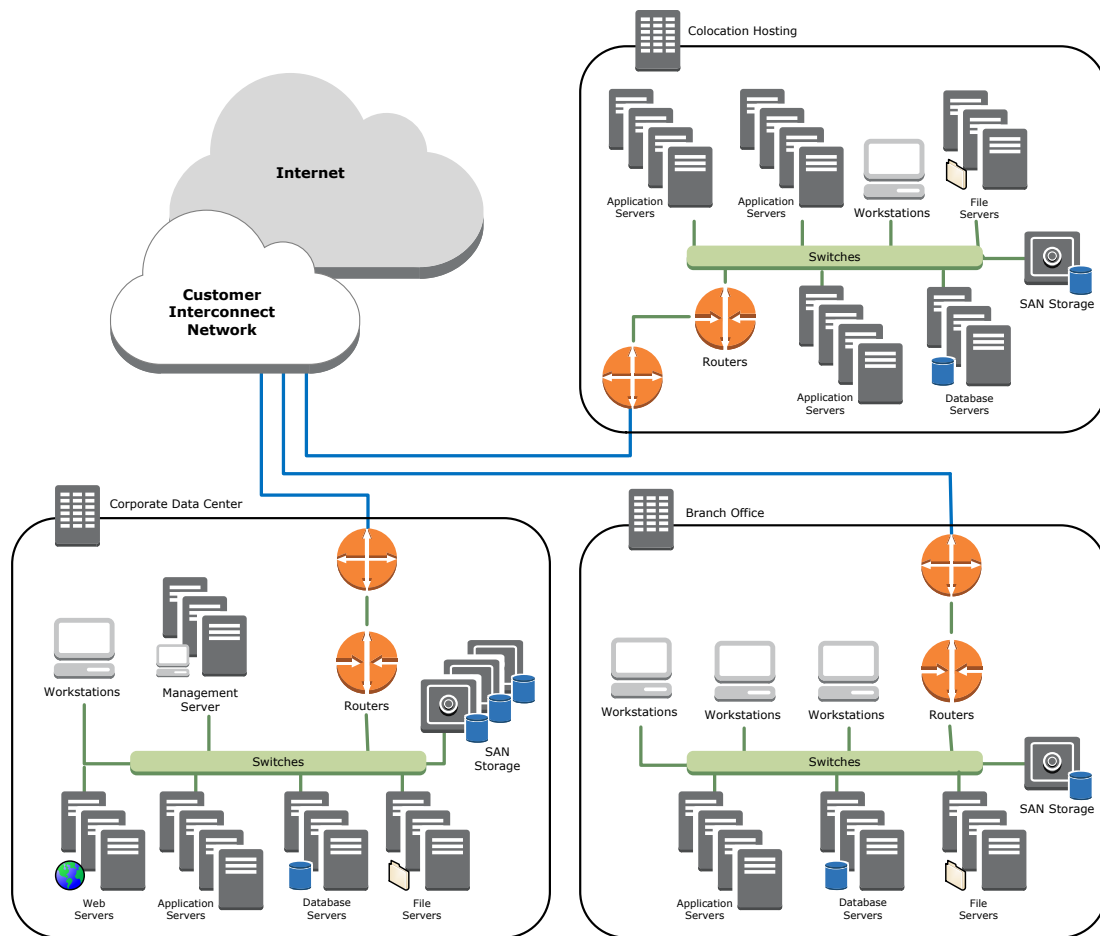 Colocation Hosting
Internet
Application
Servers
Application
Servers
Workstations
File
Servers
Switches
SAN Storage
Customer
Interconnect
Network
Routers
Application
Servers
Database
Servers
Corporate Data Center
Workstations
Management
Server
Routers
SAN
Storage
Switches
Web
Servers
Application
Servers
Database
Servers
File
Servers
Branch Office
Workstations
Workstations
Workstations
Routers
Switches
SAN Storage
Application
Servers
Database
Servers
File
Servers